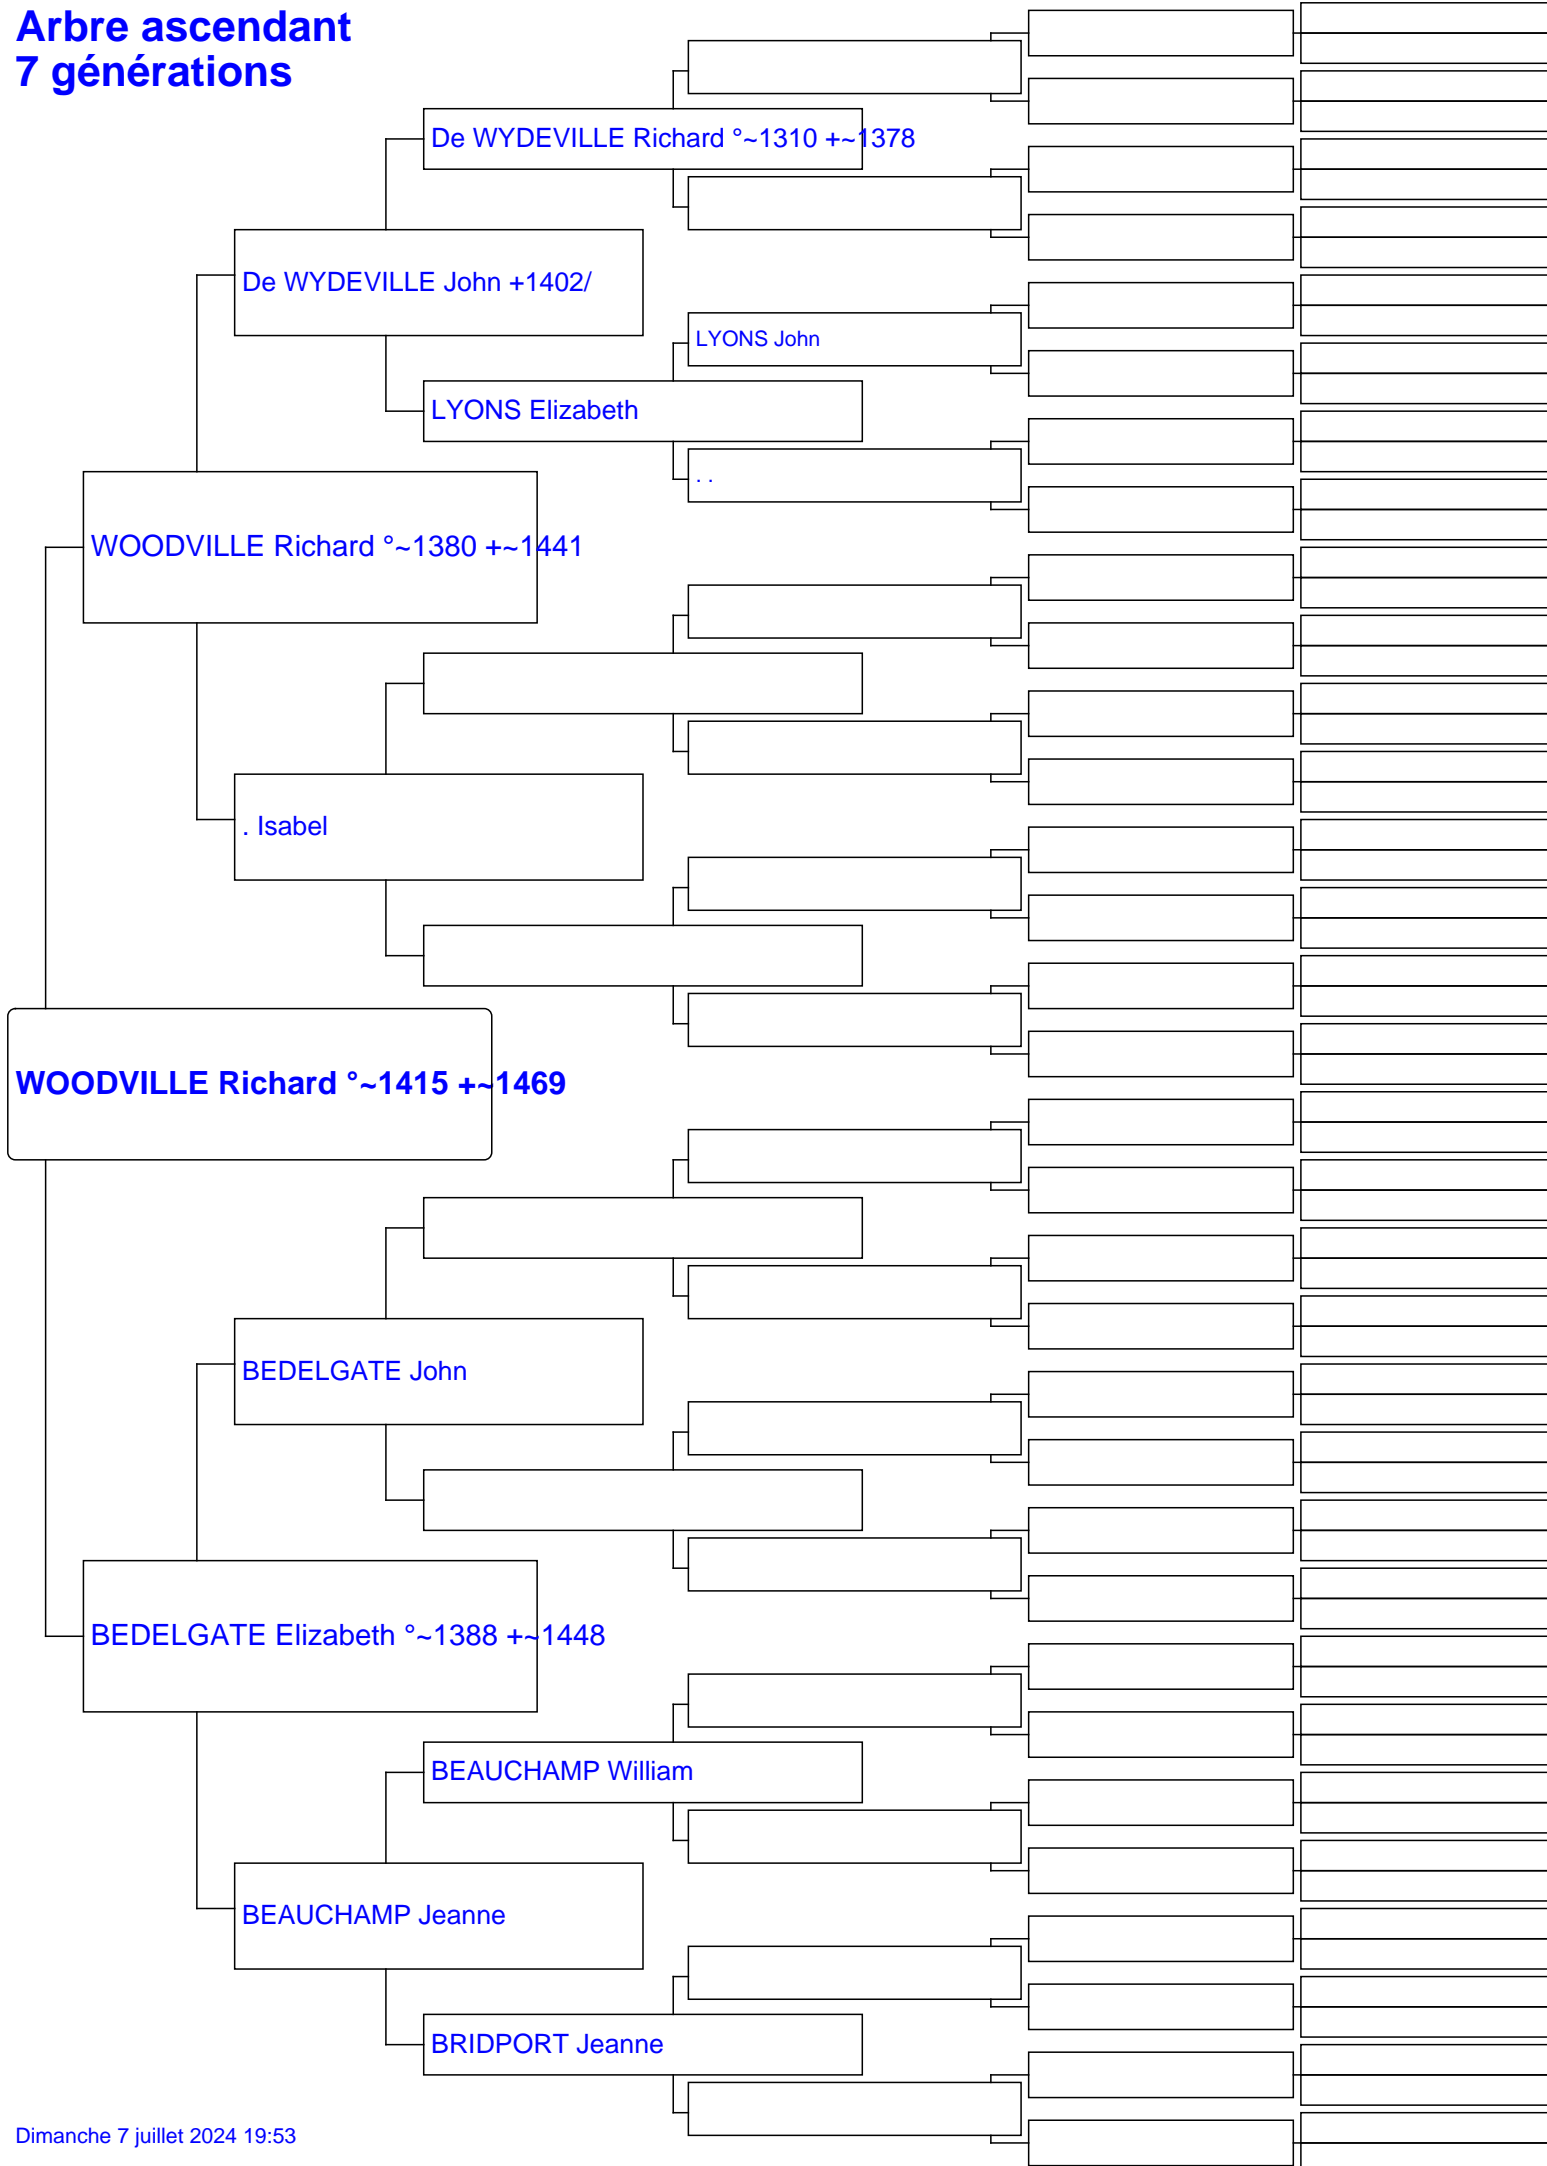 Arbre ascendant
7 générations
De WYDEVILLE Richard °~1310 +~1378
De WYDEVILLE John +1402/
LYONS John
LYONS Elizabeth
. .
WOODVILLE Richard °~1380 +~1441
. Isabel
WOODVILLE Richard °~1415 +~1469
BEDELGATE John
BEDELGATE Elizabeth °~1388 +~1448
BEAUCHAMP William
BEAUCHAMP Jeanne
BRIDPORT Jeanne
Dimanche 7 juillet 2024 19:53